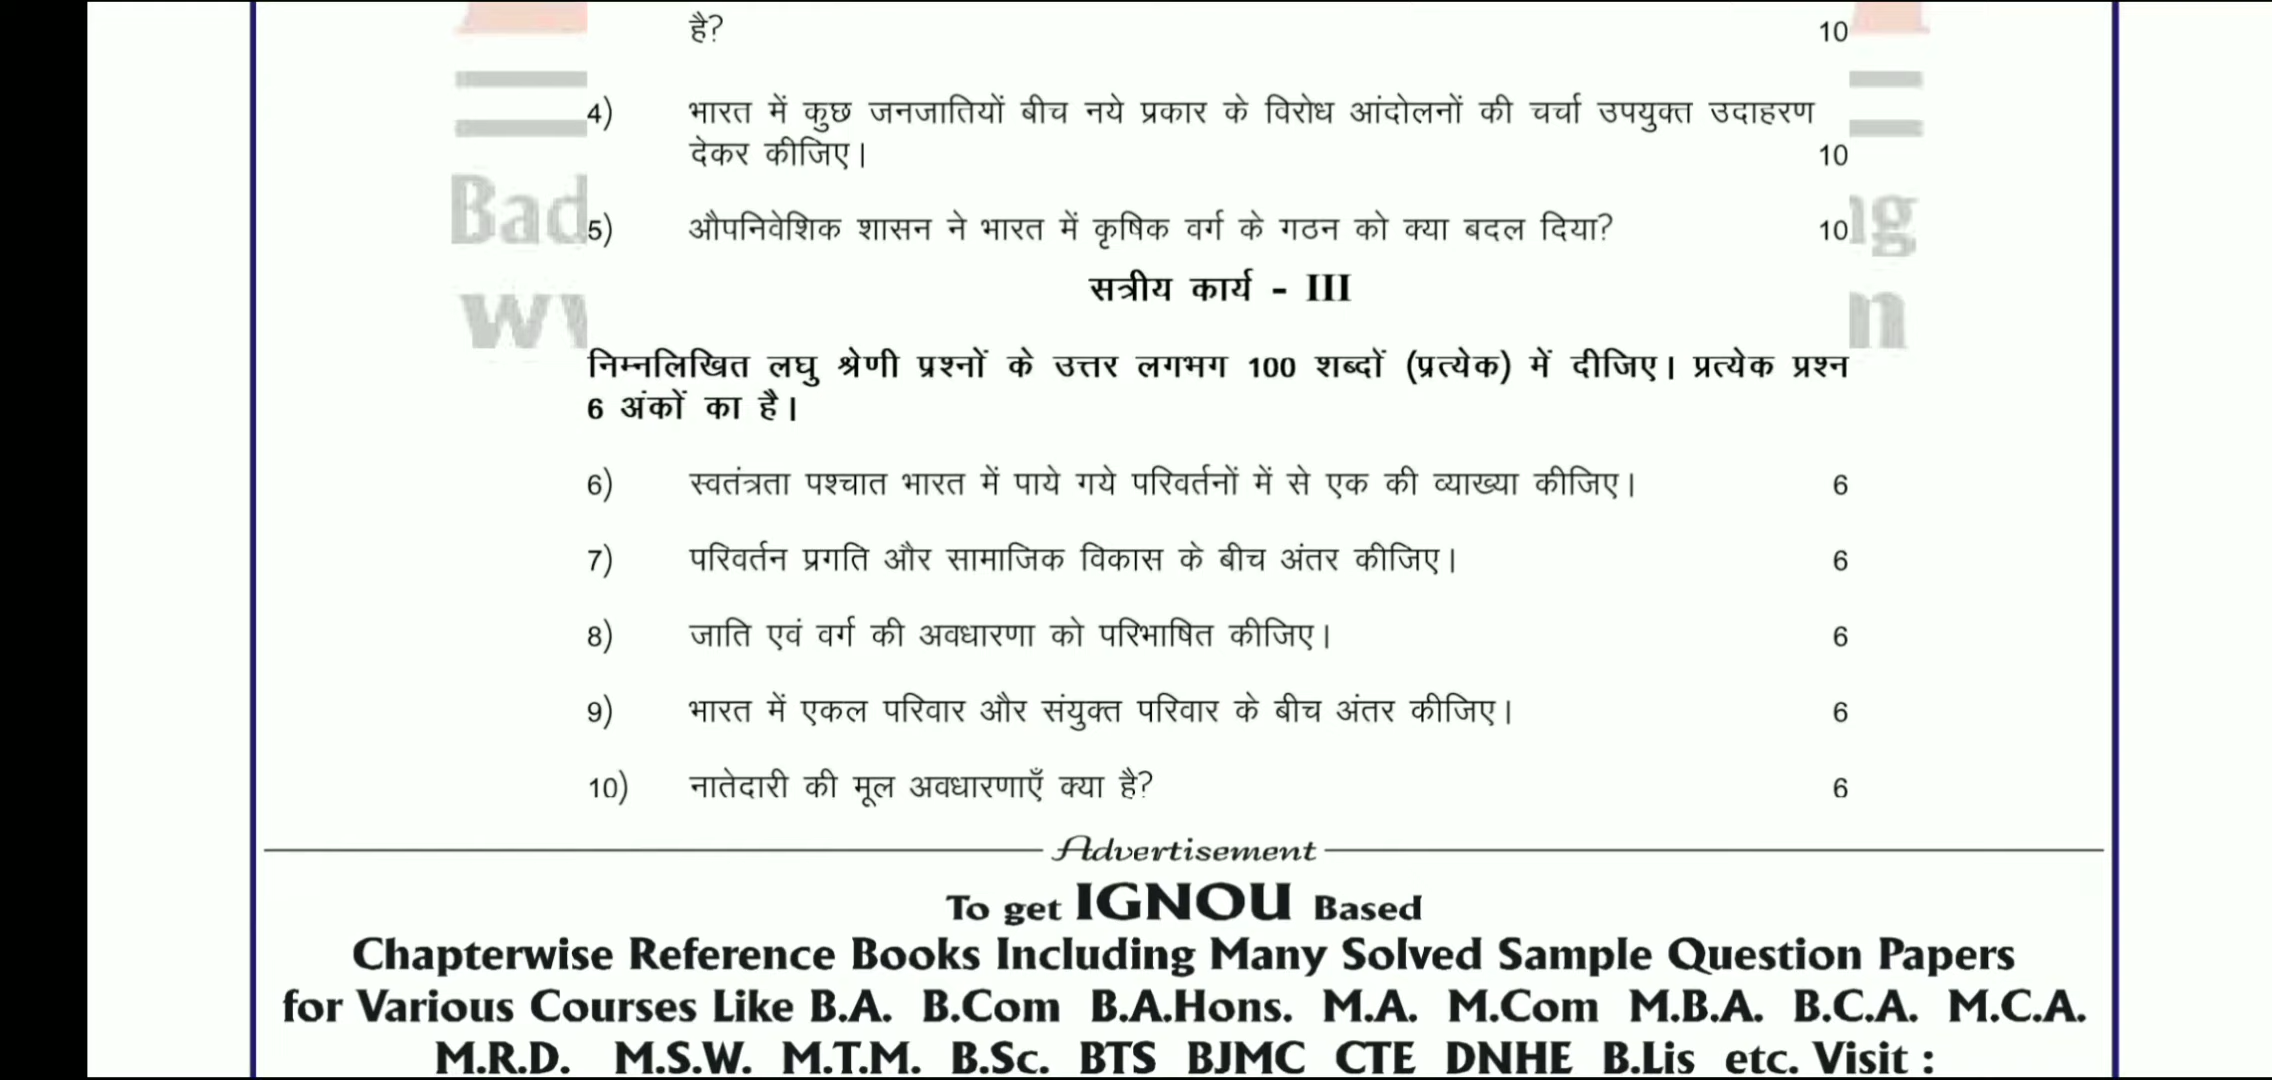 है? 10
4) भारत में कुछ जनजातियों बीच नये प्रकार के विरोध आंदोलनों की चर्चा उपयुक्त उदाहरण
देकर कीजिए। 10
Bad
5) औपनिवेशिक शासन ने भारत में कृषिक वर्ग के गठन को क्या बदल दिया? 10
सत्रीय कार्य - III
निम्नलिखित लघु श्रेणी प्रश्नों के उत्तर लगभग 100 शब्दों (प्रत्येक) में दीजिए। प्रत्येक प्रश्न
6 अंकों का है।
6) स्वतंत्रता पश्चात भारत में पाये गये परिवर्तनों में से एक की व्याख्या कीजिए। 6
7) परिवर्तन प्रगति और सामाजिक विकास के बीच अंतर कीजिए। 6
8) जाति एवं वर्ग की अवधारणा को परिभाषित कीजिए। 6
9) भारत में एकल परिवार और संयुक्त परिवार के बीच अंतर कीजिए। 6
10) नातेदारी की मूल अवधारणाएँ क्या है? 6
Advertisement
To get IGNOU Based
Chapterwise Reference Books Including Many Solved Sample Question Papers
for Various Courses Like B.A. B.Com B.A.Hons. M.A. M.Com M.B.A. B.C.A. M.C.A.
M.R.D. M.S.W. M.T.M. B.Sc. BTS BJMC CTE DNHE B.Lis etc. Visit :